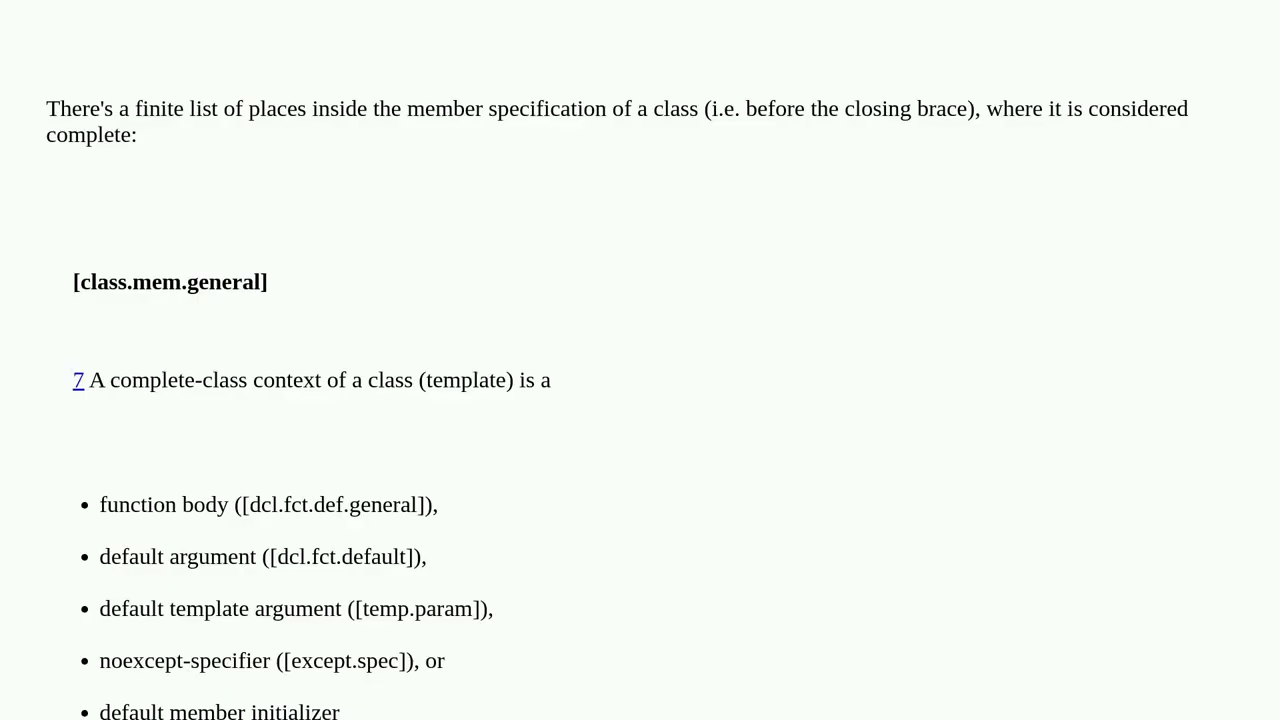 There's a finite list of places inside the member specification of a class (i.e. before the closing brace), where it is considered
complete:
[class.mem.general]
7 A complete-class context of a class (template) is a
• function body ([dcl.fct.def.general]),
• default argument ([dcl.fct.default]),
• default template argument ([temp.param]),
• noexcept-specifier ([except.spec]), or
• default member initializer